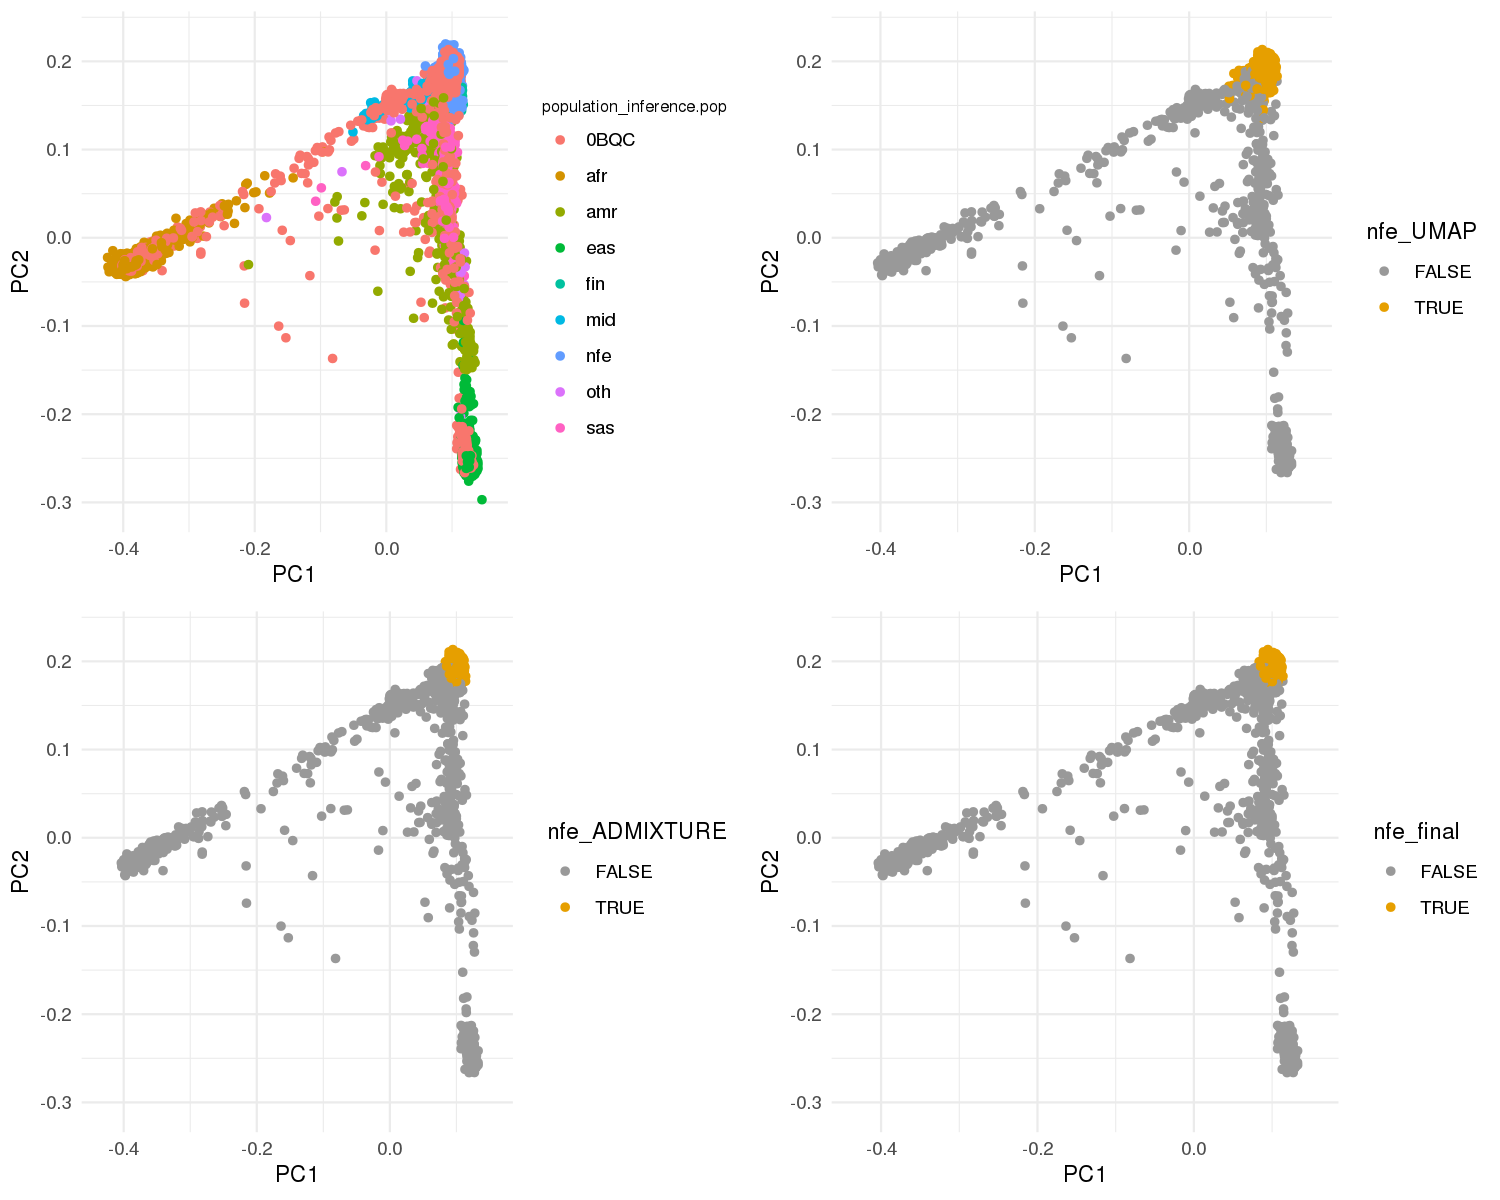 0.2
0.1
0.0
-0.1
-0.2
-0.3
PC2
-0.4
-0.2
0.0
PC1
population_inference.pop
0BQC
afr
amr
eas
fin
mid
nfe
oth
sas
0.2
0.1
0.0
-0.1
-0.2
-0.3
PC2
-0.4
-0.2
0.0
PC1
nfe_UMAP
FALSE
TRUE
0.2
0.1
0.0
-0.1
-0.2
-0.3
PC2
-0.4
-0.2
0.0
PC1
nfe_ADMIXTURE
FALSE
TRUE
0.2
0.1
0.0
-0.1
-0.2
-0.3
PC2
-0.4
-0.2
0.0
PC1
nfe_final
FALSE
TRUE